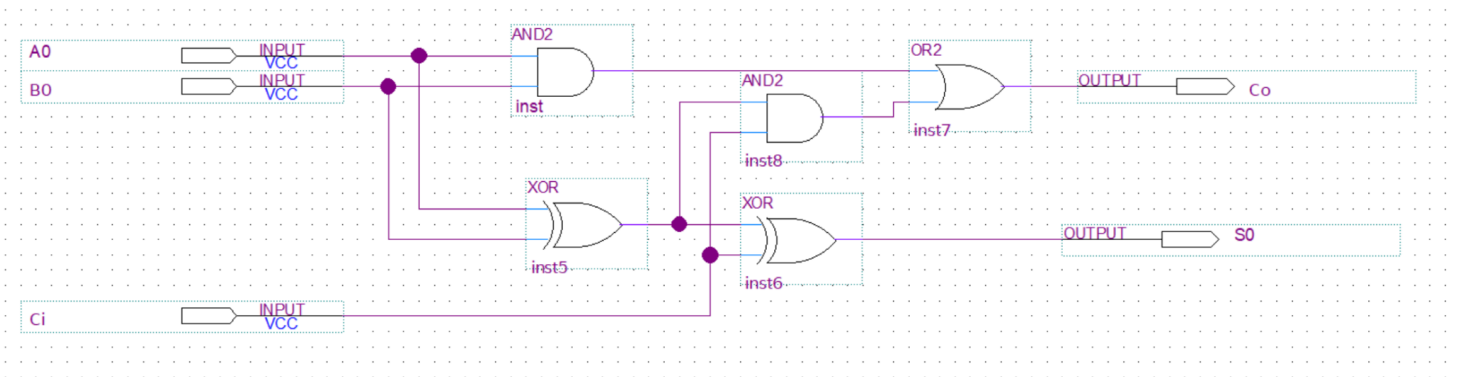 AND2
A0 INPUT
VCC
OR2
B0 INPUT
VCC
AND2
OUTPUT Co
inst
inst7
inst8
XOR
XOR
OUTPUT S0
inst5
inst6
Ci INPUT
VCC